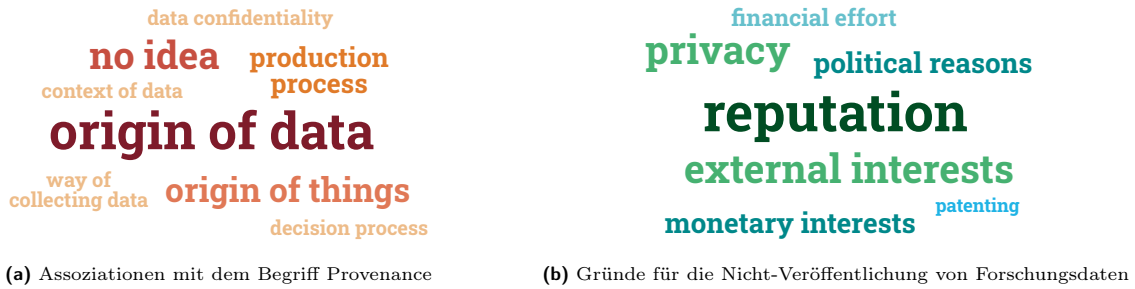 data confidentiality
no idea
production
process
context of data
origin of data
way of
collecting data
origin of things
decision process
(a) Assoziationen mit dem Begriff Provenance
financial effort
privacy
political reasons
reputation
external interests
patenting
monetary interests
(b) Gründe für die Nicht-Veröffentlichung von Forschungsdaten